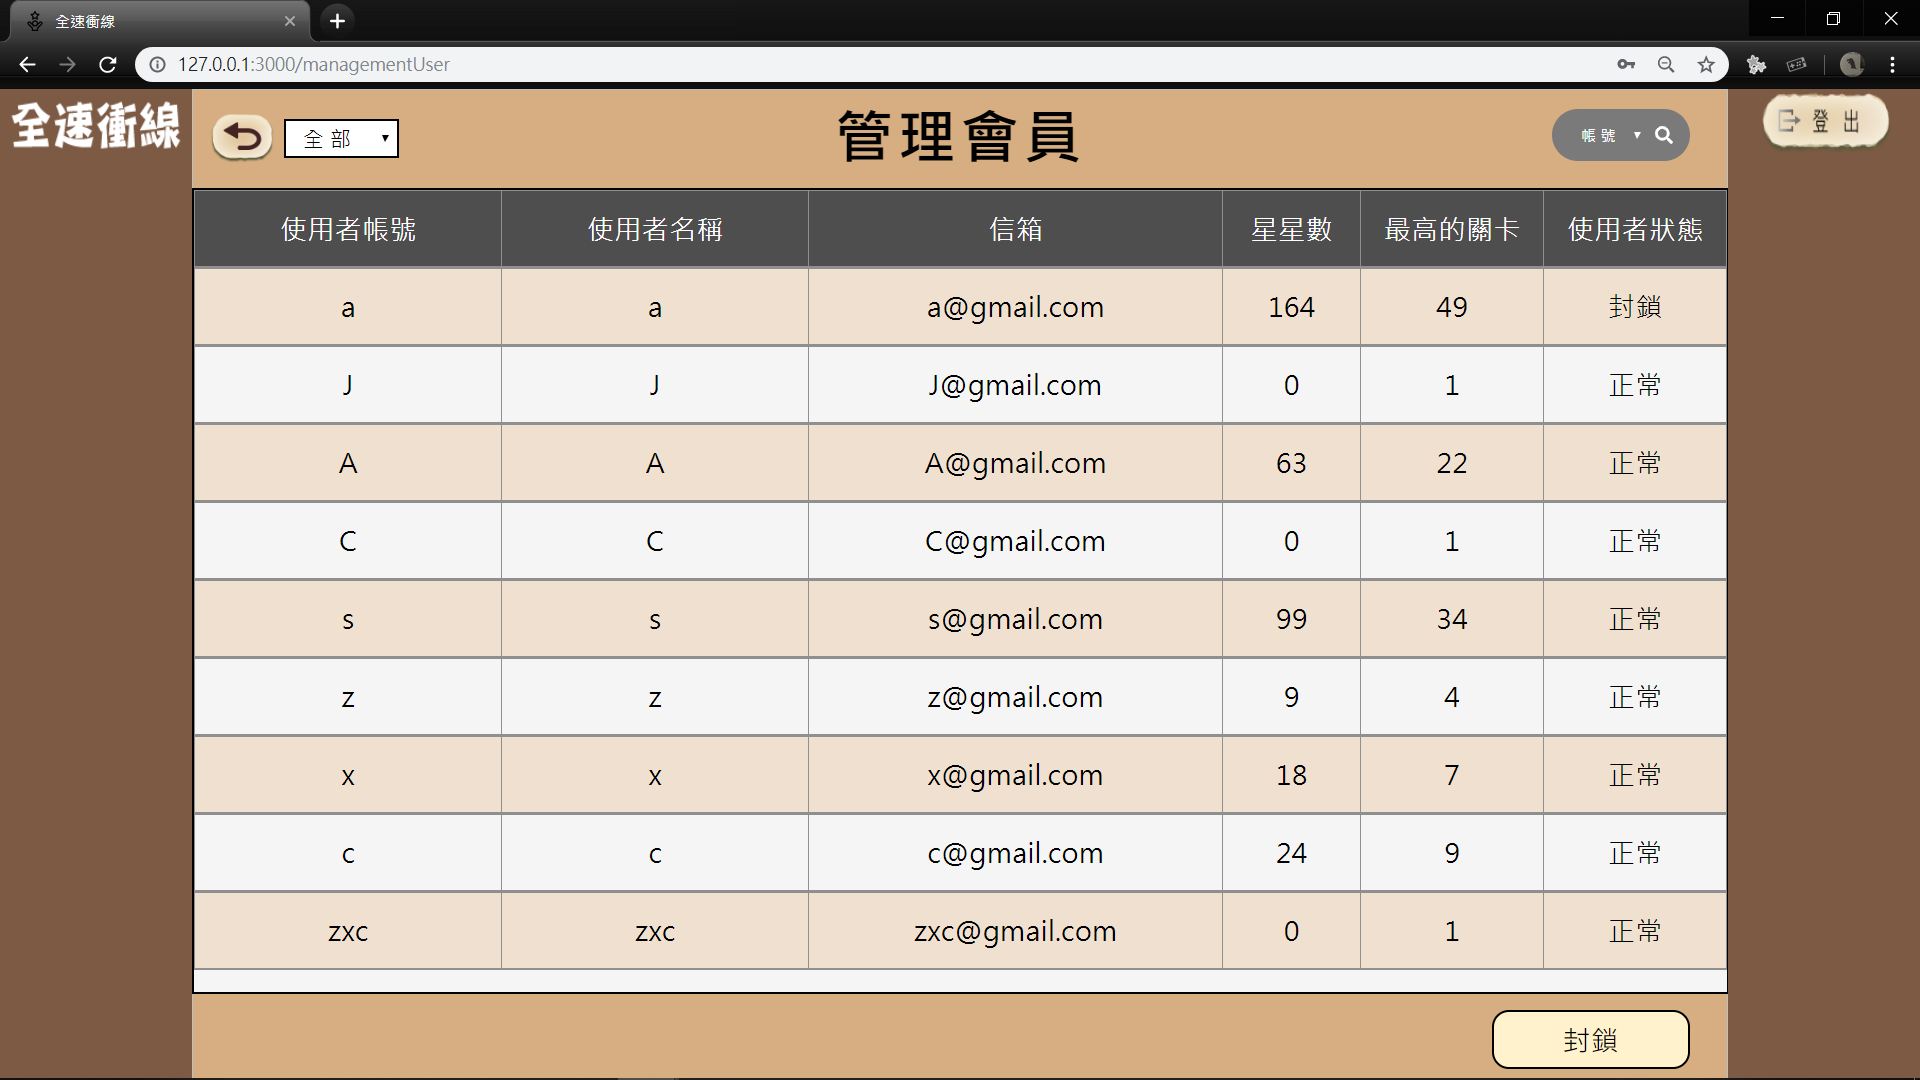 全速衝線
127.0.0.1:3000/managementUser
全速衝線
全部
管理會員
帳號
登出
使用者帳號 使用者名稱 信箱 星星數 最高的關卡 使用者狀態
a a a@gmail.com 164 49 封鎖
J J J@gmail.com 0 1 正常
A A A@gmail.com 63 22 正常
C C C@gmail.com 0 1 正常
s s s@gmail.com 99 34 正常
z z z@gmail.com 9 4 正常
x x x@gmail.com 18 7 正常
c c c@gmail.com 24 9 正常
zxc zxc zxc@gmail.com 0 1 正常
封鎖